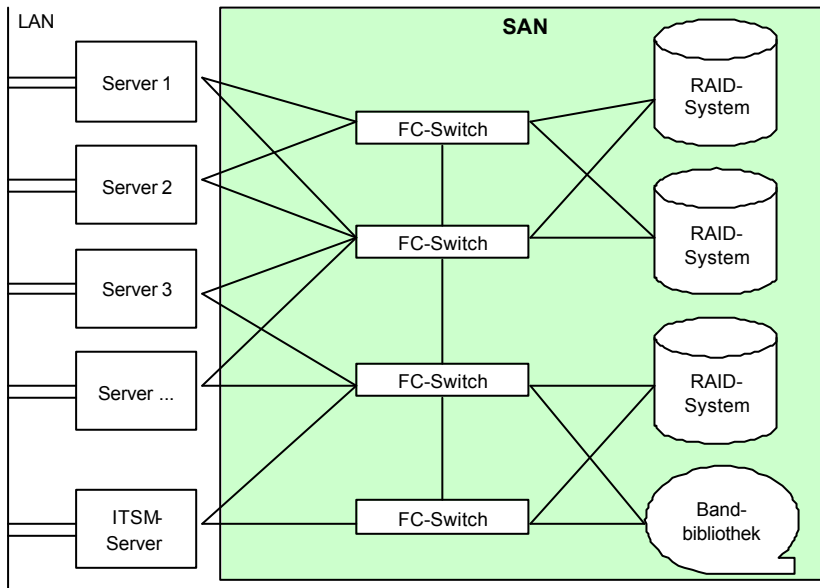 LAN
SAN
Server 1
Server 2
Server 3
Server ...
ITSM-
Server
FC-Switch
FC-Switch
FC-Switch
FC-Switch
RAID-
System
RAID-
System
RAID-
System
Band-
bibliothek